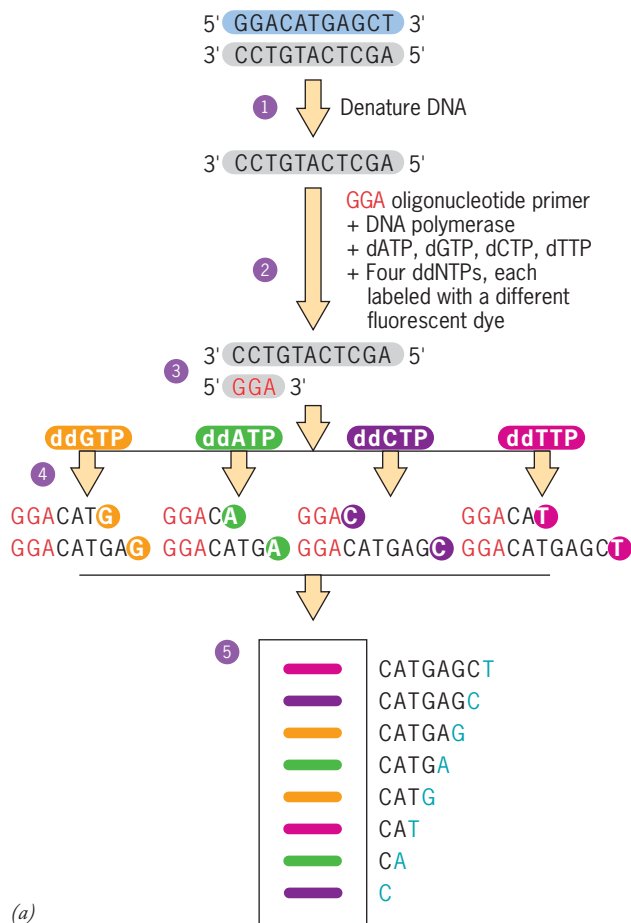 5' GGACATGAGCT 3'
3' CCTGTACTCGA 5'
1 Denature DNA
3' CCTGTACTCGA 5'
GGA oligonucleotide primer
+ DNA polymerase
+ dATP, dGTP, dCTP, dTTP
2 + Four ddNTPs, each
labeled with a different
fluorescent dye
3' CCTGTACTCGA 5'
3
5' GGA 3'
ddGTP ddATP ddCTP ddTTP
4
GGACATG GGACA GGAC GGACAT
GGACATGAG GGACATGA GGACATGAGC GGACATGAGCT
5
CATGAGCT
CATGAGC
CATGAG
CATGA
CATG
CAT
CA
C
(a)